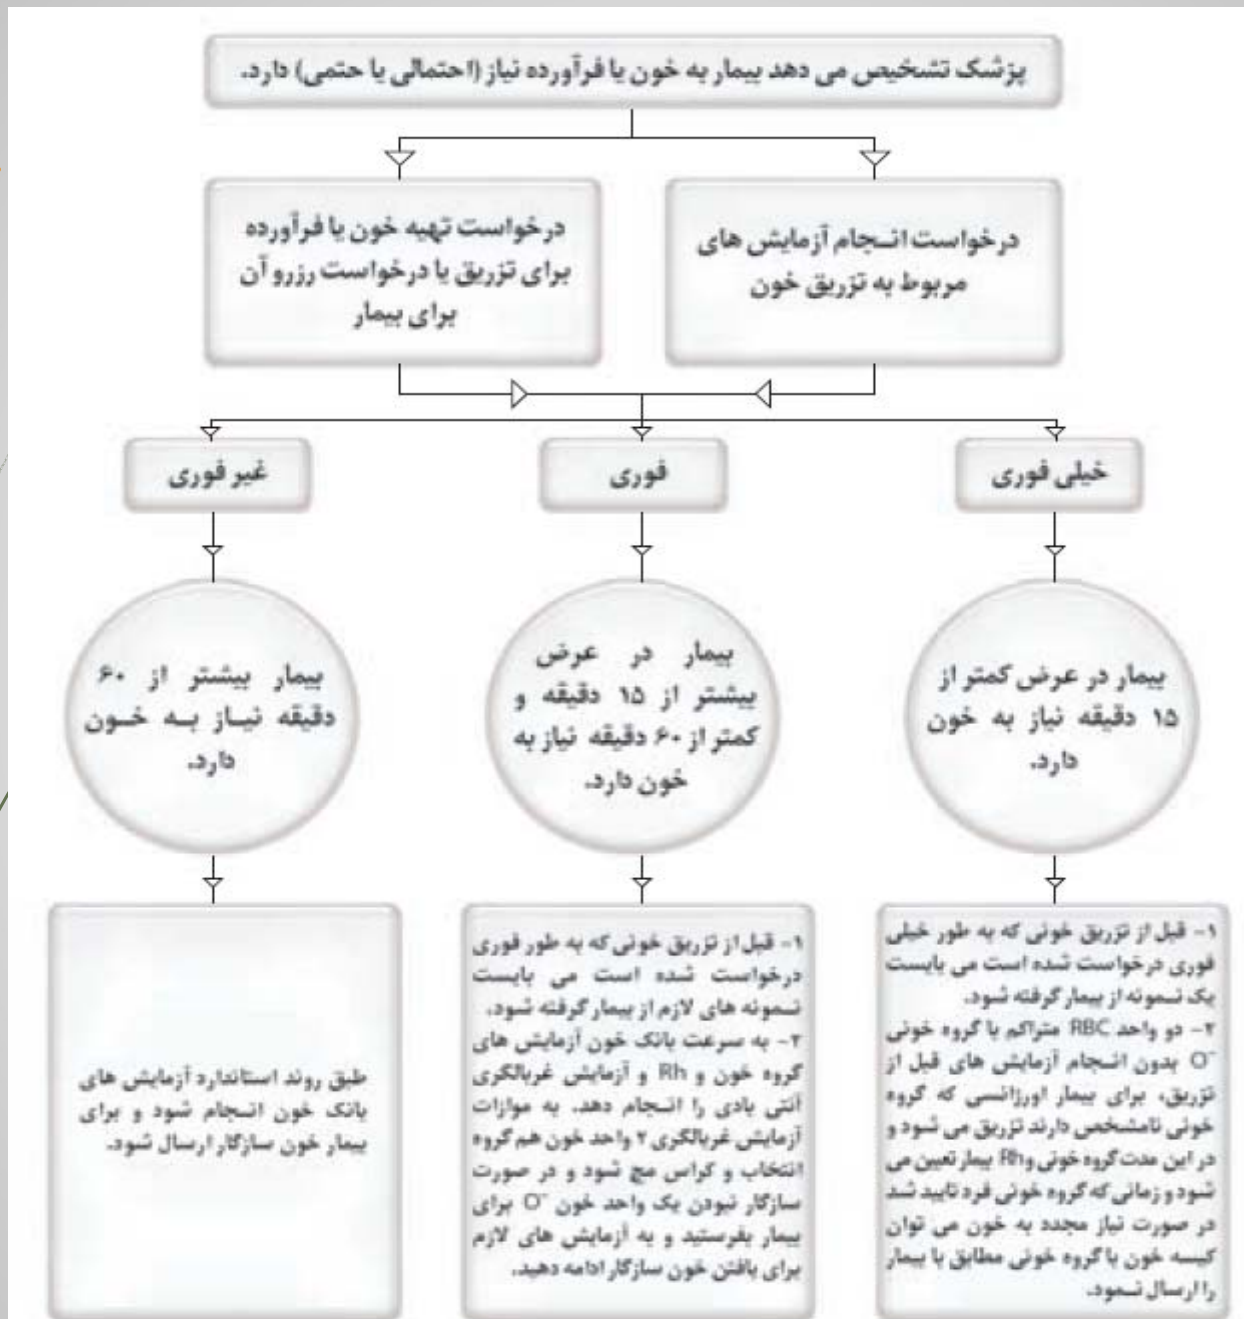 پزشک تشخیص می دهد بیمار به خون یا فرآورده نیاز (احتمالی یا حتمی) دارد.
درخواست انجام آزمایش های
مربوط به تزریق خون
درخواست تهیه خون یا فرآورده
برای تزریق یا درخواست رزرو آن
برای بیمار
خیلی فوری
فوری
غیر فوری
بیمار در عرض کمتر از
۱۵ دقیقه نیاز به خون
دارد.
بیمار در عرض
بیشتر از ۱۵ دقیقه و
کمتر از ۶۰ دقیقه نیاز به
خون دارد.
بیمار بیشتر از ۶۰
دقیقه نیاز به خون
دارد.
۱- قبل از تزریق خونی که به طور خیلی
فوری درخواست شده است می بایست
یک نمونه از بیمار گرفته شود.
۲- دو واحد RBC متراکم با گروه خونی
O⁻ بدون انجام آزمایش های قبل از
تزریق، برای بیمار اورژانسی که گروه
خونی نامشخص دارند تزریق می شود و
در این مدت گروه خونی و Rh بیمار تعیین می
شود و زمانی که گروه خونی فرد تایید شد
در صورت نیاز مجدد به خون می توان
کیسه خون با گروه خونی مطابق با بیمار
را ارسال نمود.
۱- قبل از تزریق خونی که به طور فوری
درخواست شده است می بایست
نمونه های لازم از بیمار گرفته شود.
۲- به سرعت بانک خون آزمایش های
گروه خون و Rh و آزمایش غربالگری
آنتی بادی را انجام دهد. به موازات
آزمایش غربالگری ۲ واحد خون هم گروه
انتخاب و کراس مچ شود و در صورت
سازگار نبودن یک واحد خون O⁻ برای
بیمار بفرستید و به آزمایش های لازم
برای یافتن خون سازگار ادامه دهید.
طبق روند استاندارد آزمایش های
بانک خون انجام شود و برای
بیمار خون سازگار ارسال شود.